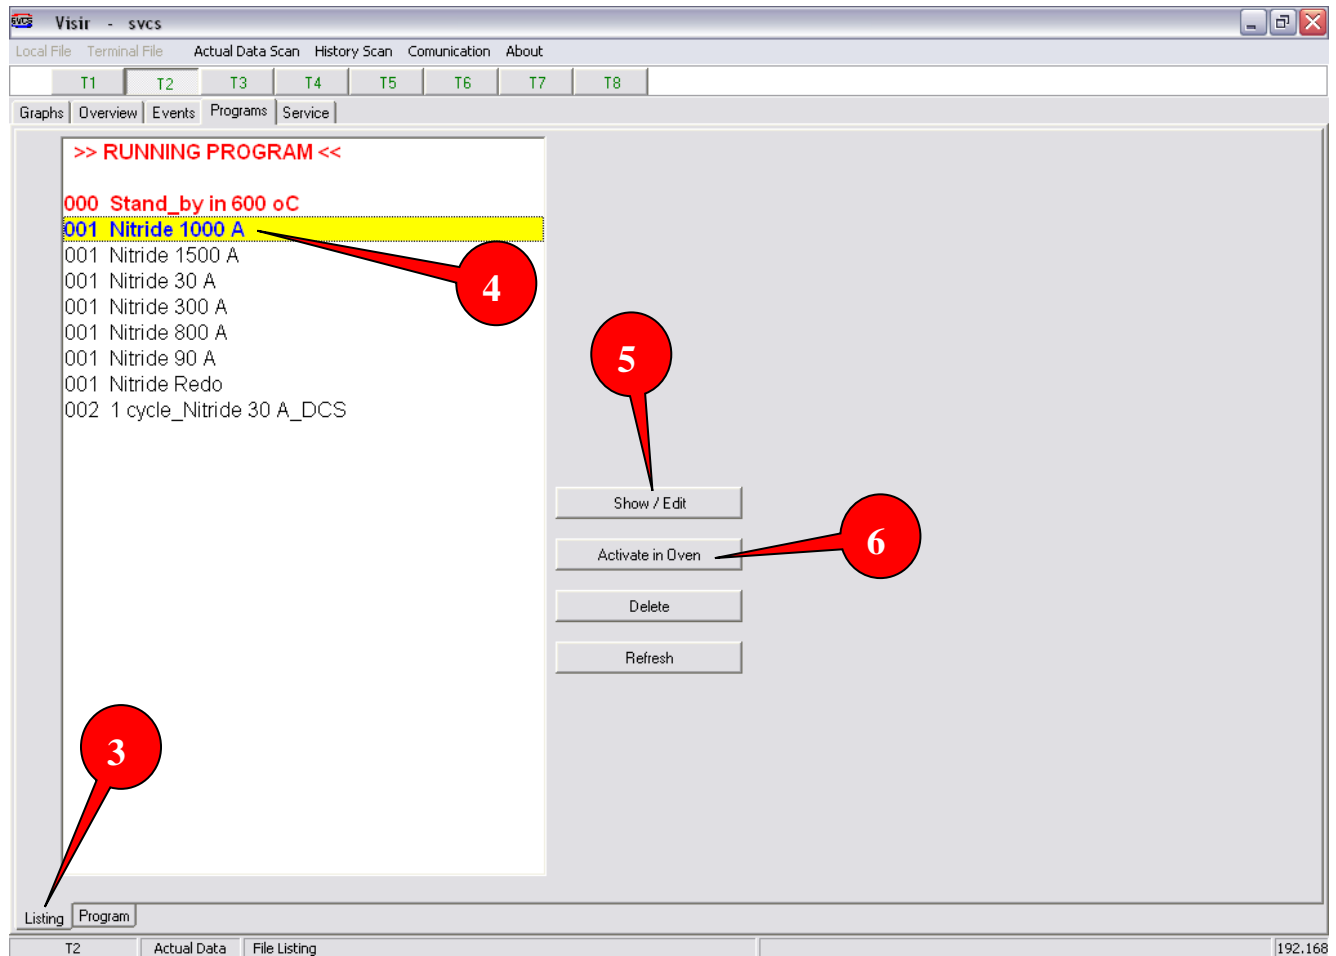 svcs Visir - svcs
Local File Terminal File Actual Data Scan History Scan Comunication About
T1 T2 T3 T4 T5 T6 T7 T8
Graphs Overview Events Programs Service
>> RUNNING PROGRAM <<
000 Stand_by in 600 oC
001 Nitride 1000 A
001 Nitride 1500 A
001 Nitride 30 A
001 Nitride 300 A
001 Nitride 800 A
001 Nitride 90 A
001 Nitride Redo
002 1 cycle_Nitride 30 A_DCS
4
5
Show / Edit
Activate in Oven
6
Delete
Refresh
3
Listing Program
T2 Actual Data File Listing 192.168